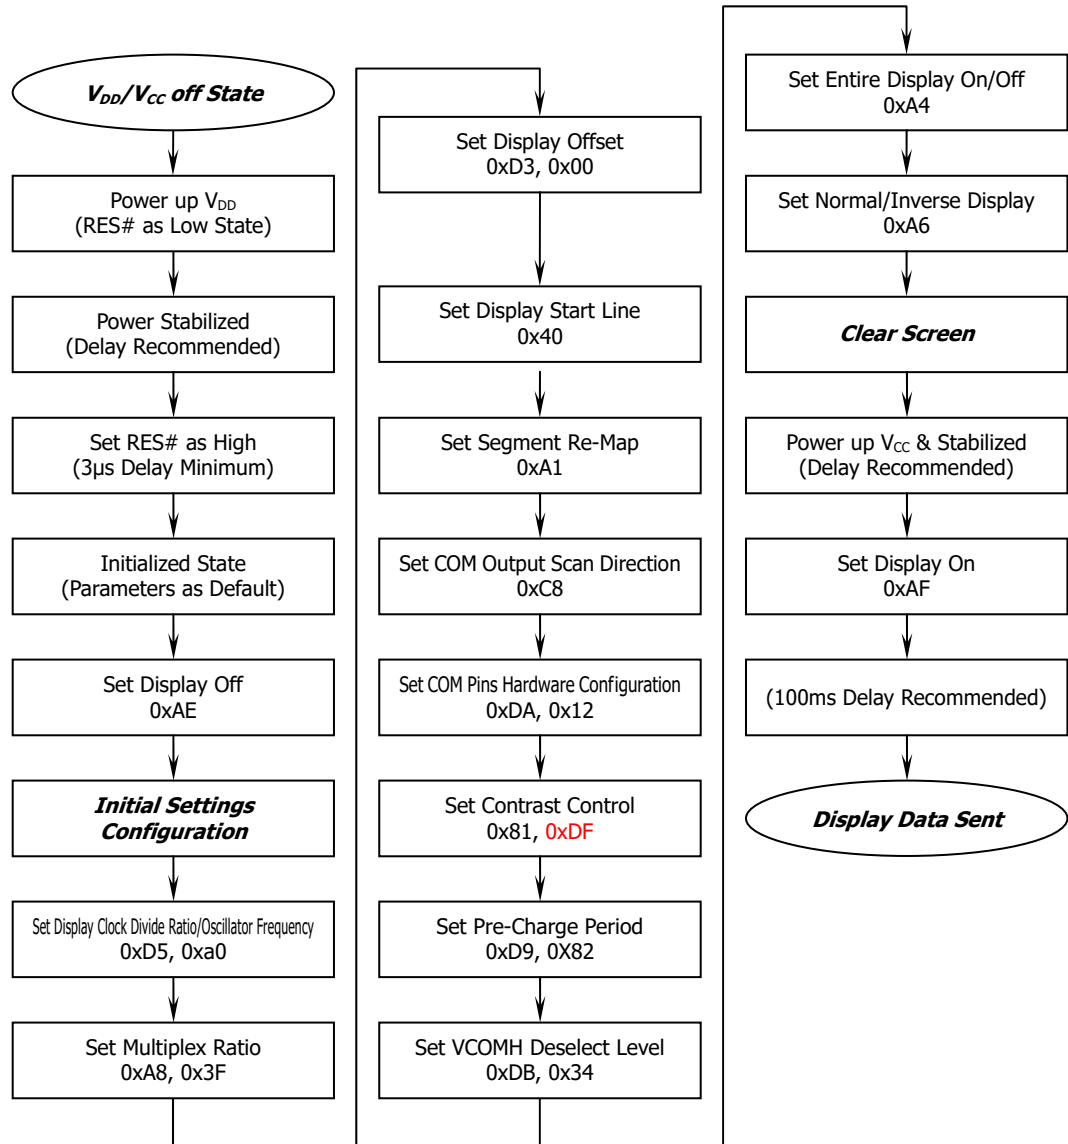 V_DD/V_CC off State
Power up V_DD
(RES# as Low State)
Power Stabilized
(Delay Recommended)
Set RES# as High
(3μs Delay Minimum)
Initialized State
(Parameters as Default)
Set Display Off
0xAE
Initial Settings
Configuration
Set Display Clock Divide Ratio/Oscillator Frequency
0xD5, 0xa0
Set Multiplex Ratio
0xA8, 0x3F
Set Display Offset
0xD3, 0x00
Set Display Start Line
0x40
Set Segment Re-Map
0xA1
Set COM Output Scan Direction
0xC8
Set COM Pins Hardware Configuration
0xDA, 0x12
Set Contrast Control
0x81, 0xDF
Set Pre-Charge Period
0xD9, 0X82
Set VCOMH Deselect Level
0xDB, 0x34
Set Entire Display On/Off
0xA4
Set Normal/Inverse Display
0xA6
Clear Screen
Power up V_CC & Stabilized
(Delay Recommended)
Set Display On
0xAF
(100ms Delay Recommended)
Display Data Sent